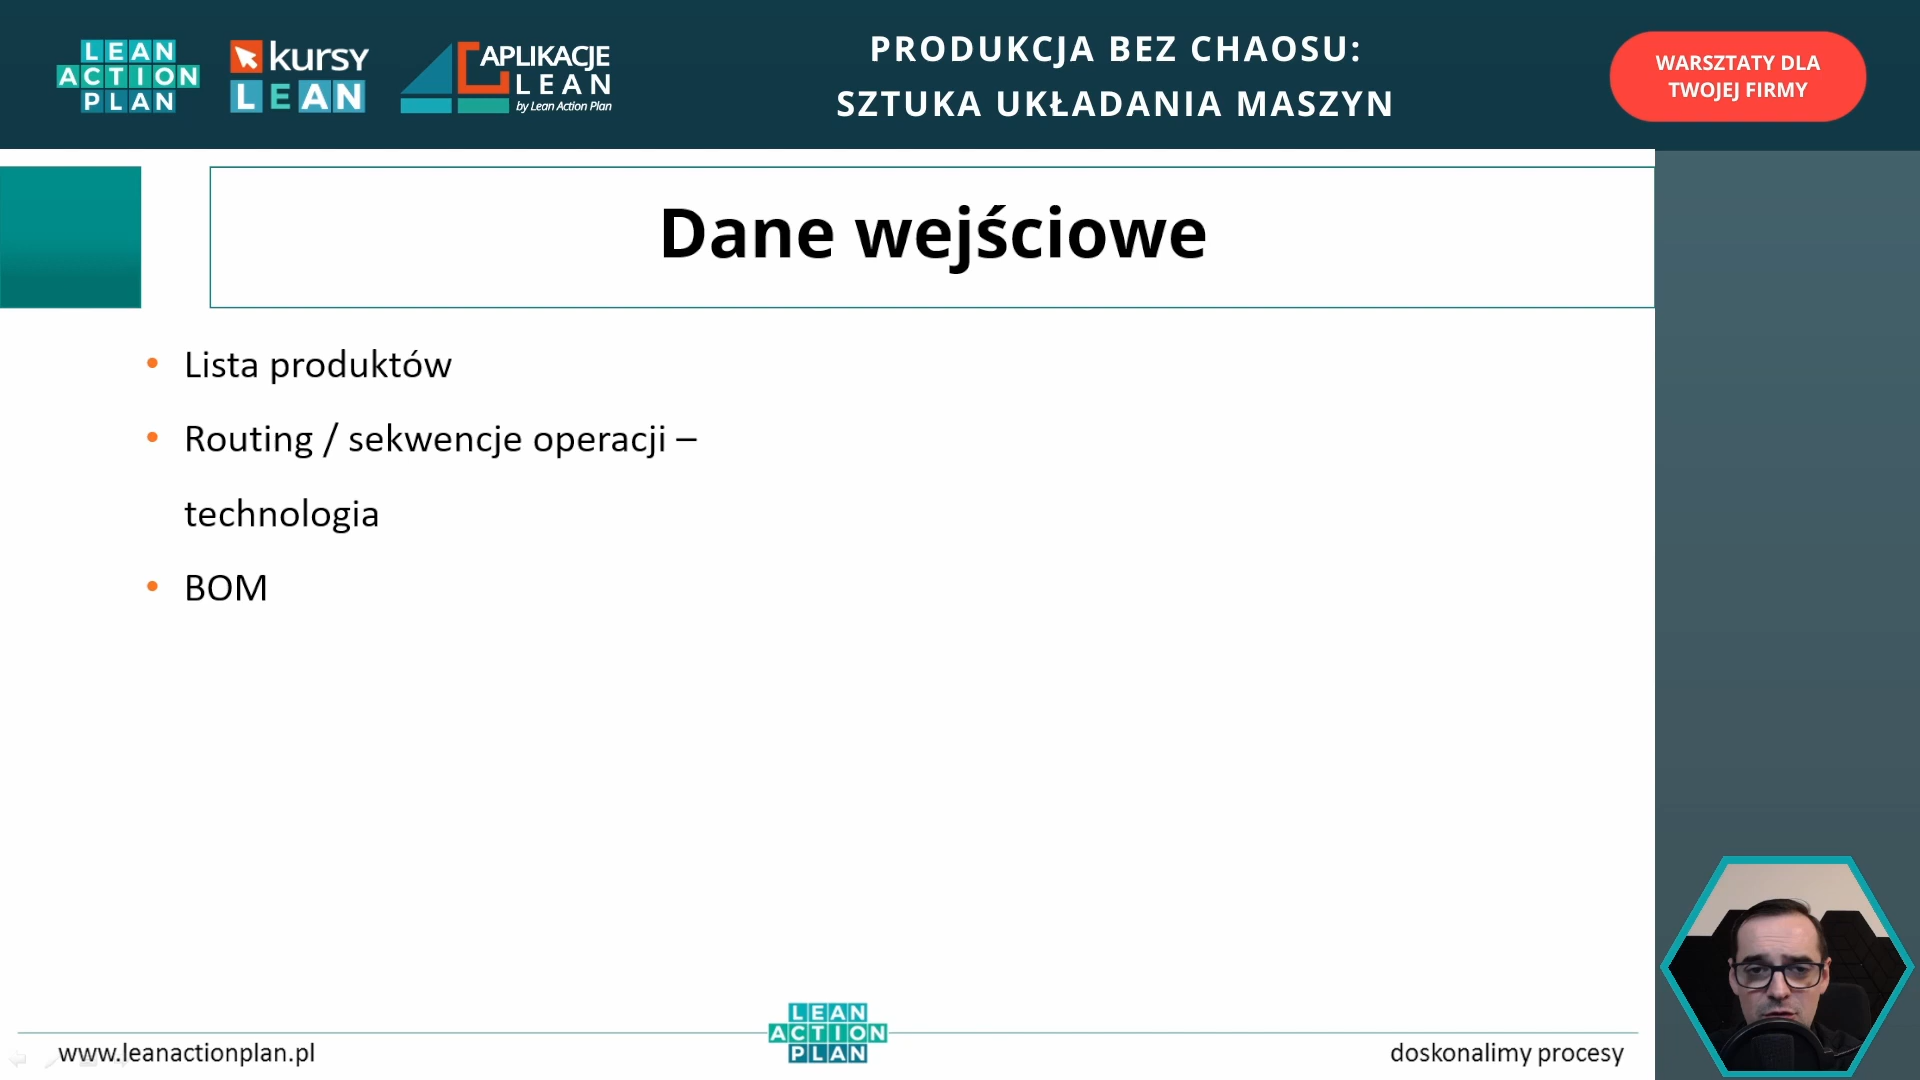 LEAN
ACTION
PLAN
kursy
LEAN
APLIKACJE
LEAN
by Lean Action Plan
PRODUKCJA BEZ CHAOSU:
SZTUKA UKŁADANIA MASZYN
WARSZTATY DLA
TWOJEJ FIRMY
Dane wejściowe
• Lista produktów
• Routing / sekwencje operacji –
technologia
• BOM
www.leanactionplan.pl
LEAN
ACTION
PLAN
doskonalimy procesy